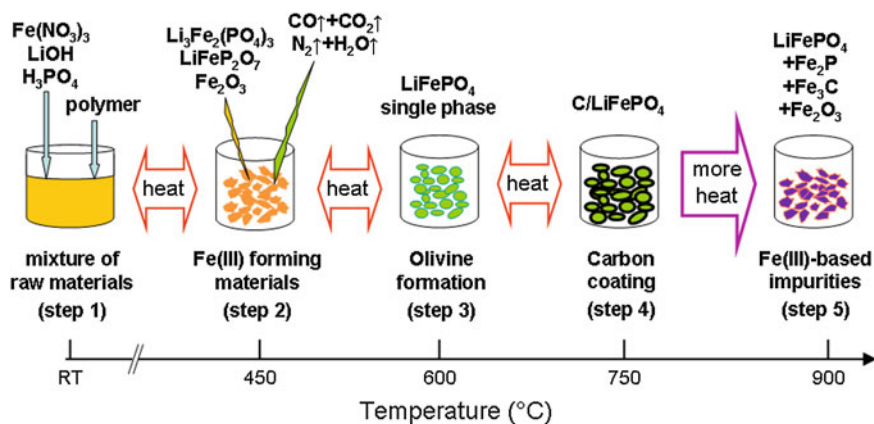 Fe(NO₃)₃
LiOH
H₃PO₄
polymer
mixture of
raw materials
(step 1)
heat
Li₃Fe₂(PO₄)₃
LiFeP₂O₇
Fe₂O₃
CO↑+CO₂↑
N₂↑+H₂O↑
Fe(III) forming
materials
(step 2)
heat
LiFePO₄
single phase
Olivine
formation
(step 3)
heat
C/LiFePO₄
Carbon
coating
(step 4)
more
heat
LiFePO₄
+Fe₂P
+Fe₃C
+Fe₂O₃
Fe(III)-based
impurities
(step 5)
RT
450
600
750
900
Temperature (°C)